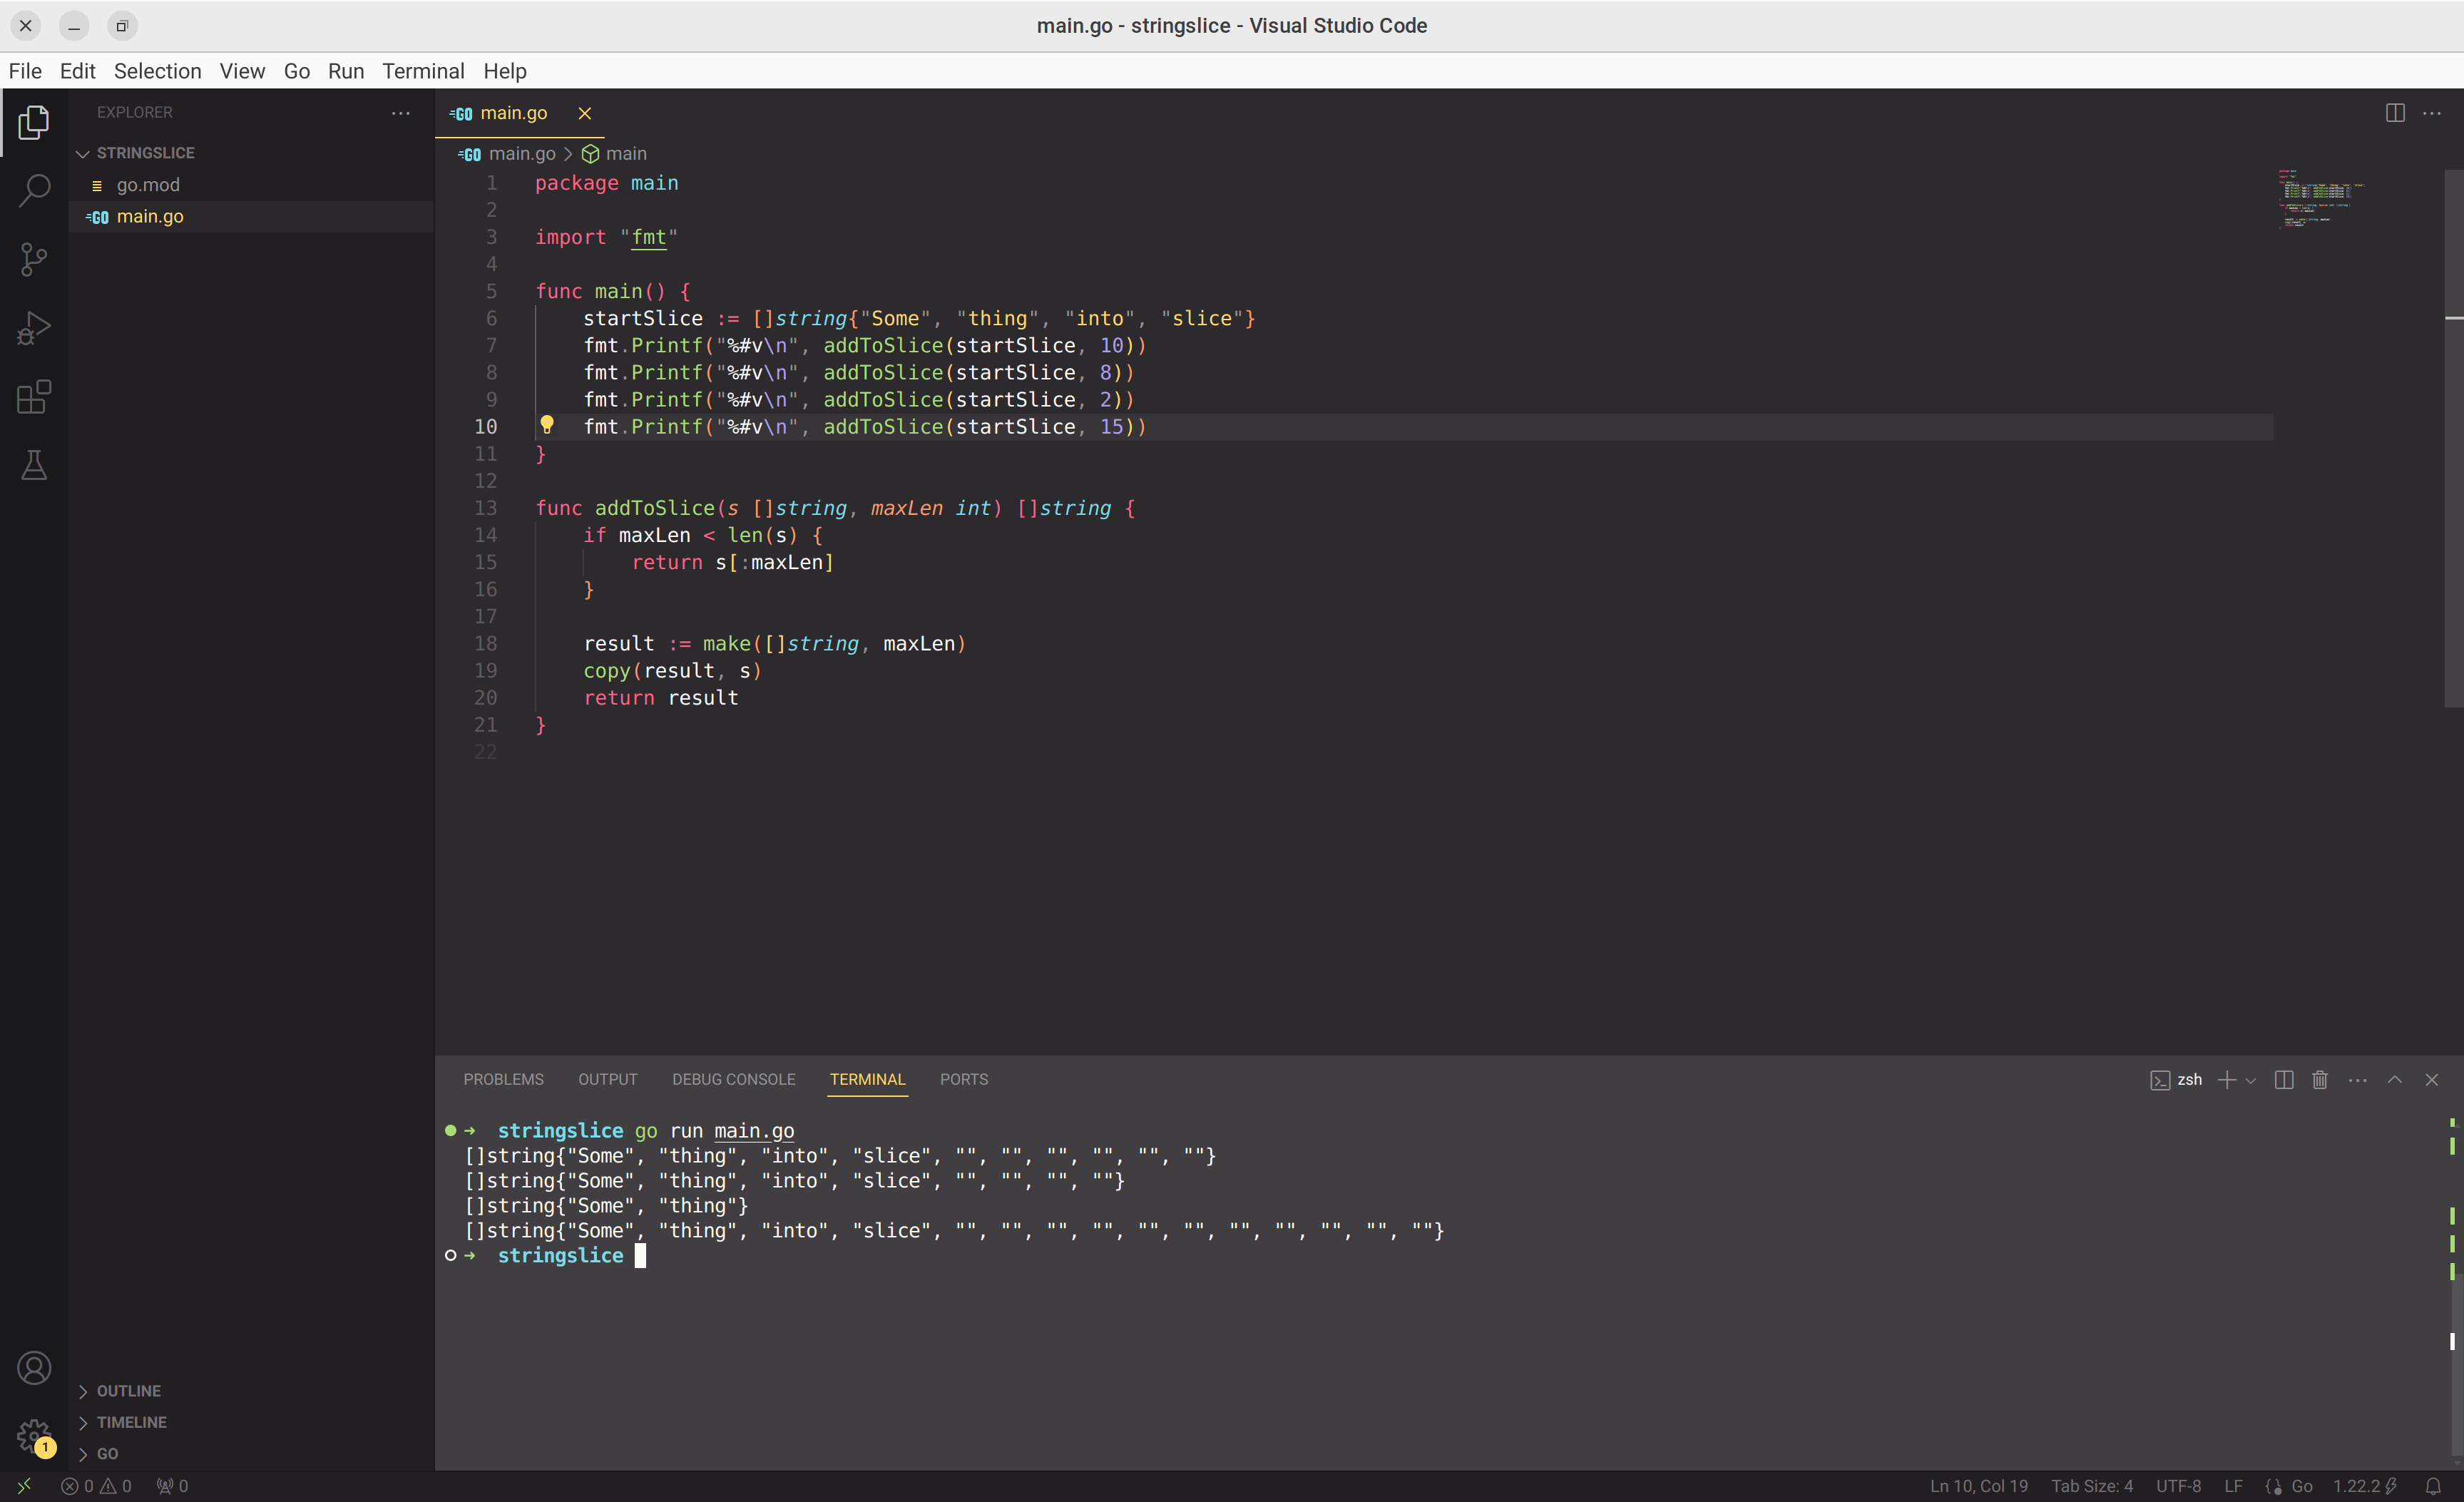 main.go - stringslice - Visual Studio Code
File Edit Selection View Go Run Terminal Help
EXPLORER
STRINGSLICE
go.mod
main.go
main.go
main.go > main
1 package main
2
3 import "fmt"
4
5 func main() {
6 startSlice := []string{"Some", "thing", "into", "slice"}
7 fmt.Printf("%#v\n", addToSlice(startSlice, 10))
8 fmt.Printf("%#v\n", addToSlice(startSlice, 8))
9 fmt.Printf("%#v\n", addToSlice(startSlice, 2))
10 fmt.Printf("%#v\n", addToSlice(startSlice, 15))
11 }
12
13 func addToSlice(s []string, maxLen int) []string {
14 if maxLen < len(s) {
15 return s[:maxLen]
16 }
17
18 result := make([]string, maxLen)
19 copy(result, s)
20 return result
21 }
22
PROBLEMS OUTPUT DEBUG CONSOLE TERMINAL PORTS
zsh
→ stringslice go run main.go
[]string{"Some", "thing", "into", "slice", "", "", "", "", "", ""}
[]string{"Some", "thing", "into", "slice", "", "", "", ""}
[]string{"Some", "thing"}
[]string{"Some", "thing", "into", "slice", "", "", "", "", "", "", "", "", "", "", ""}
→ stringslice
OUTLINE
TIMELINE
GO
1
0 0 0
Ln 10, Col 19 Tab Size: 4 UTF-8 LF Go 1.22.2